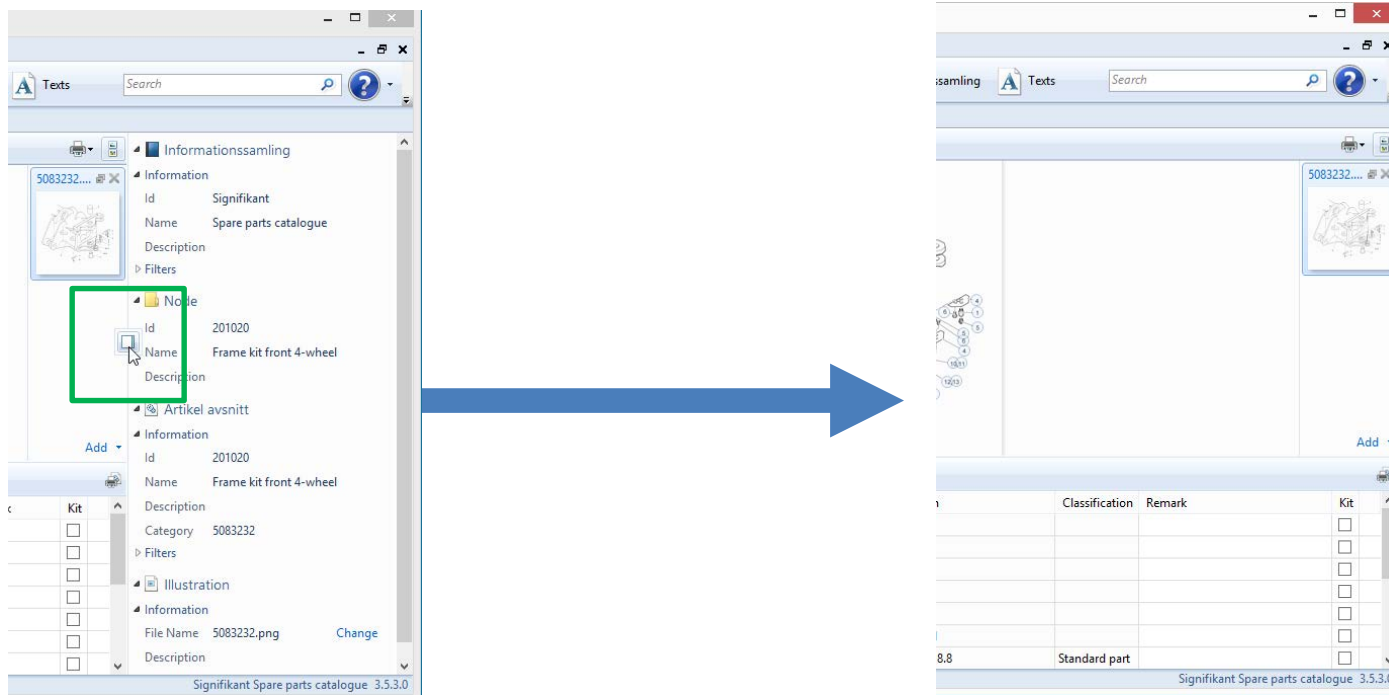 Texts
Search
5083232....
Add
Kit
Informationssamling
Information
Id Signifikant
Name Spare parts catalogue
Description
Filters
Node
Id 201020
Name Frame kit front 4-wheel
Description
Artikel avsnitt
Information
Id 201020
Name Frame kit front 4-wheel
Description
Category 5083232
Filters
Illustration
Information
File Name 5083232.png Change
Description
Signifikant Spare parts catalogue 3.5.3.0
ssamling Texts Search
5083232....
Add
Classification Remark Kit
8.8 Standard part
Signifikant Spare parts catalogue 3.5.3.0